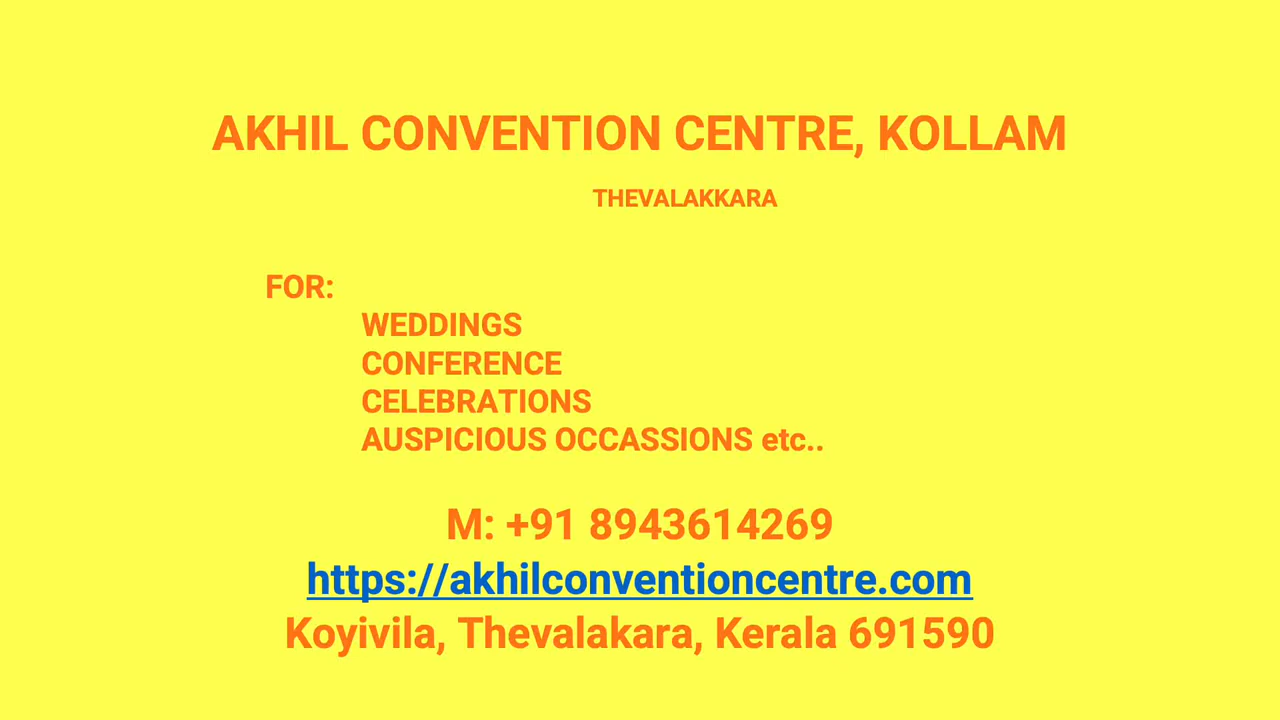 AKHIL CONVENTION CENTRE, KOLLAM
THEVALAKKARA
FOR:
WEDDINGS
CONFERENCE
CELEBRATIONS
AUSPICIOUS OCCASSIONS etc..
M: +91 8943614269
https://akhilconventioncentre.com
Koyivila, Thevalakara, Kerala 691590